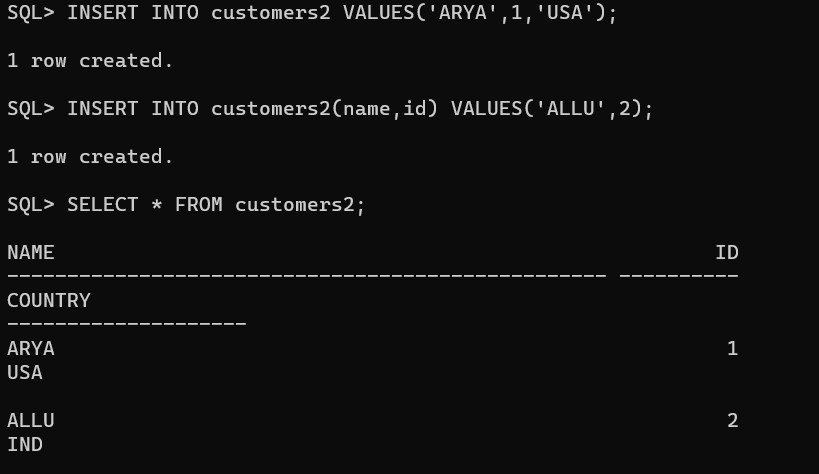 SQL> INSERT INTO customers2 VALUES('ARYA',1,'USA');
1 row created.
SQL> INSERT INTO customers2(name,id) VALUES('ALLU',2);
1 row created.
SQL> SELECT * FROM customers2;
NAME                                                       ID
-------------------------------------------------- ----------
COUNTRY
--------------------
ARYA                                                        1
USA
ALLU                                                        2
IND